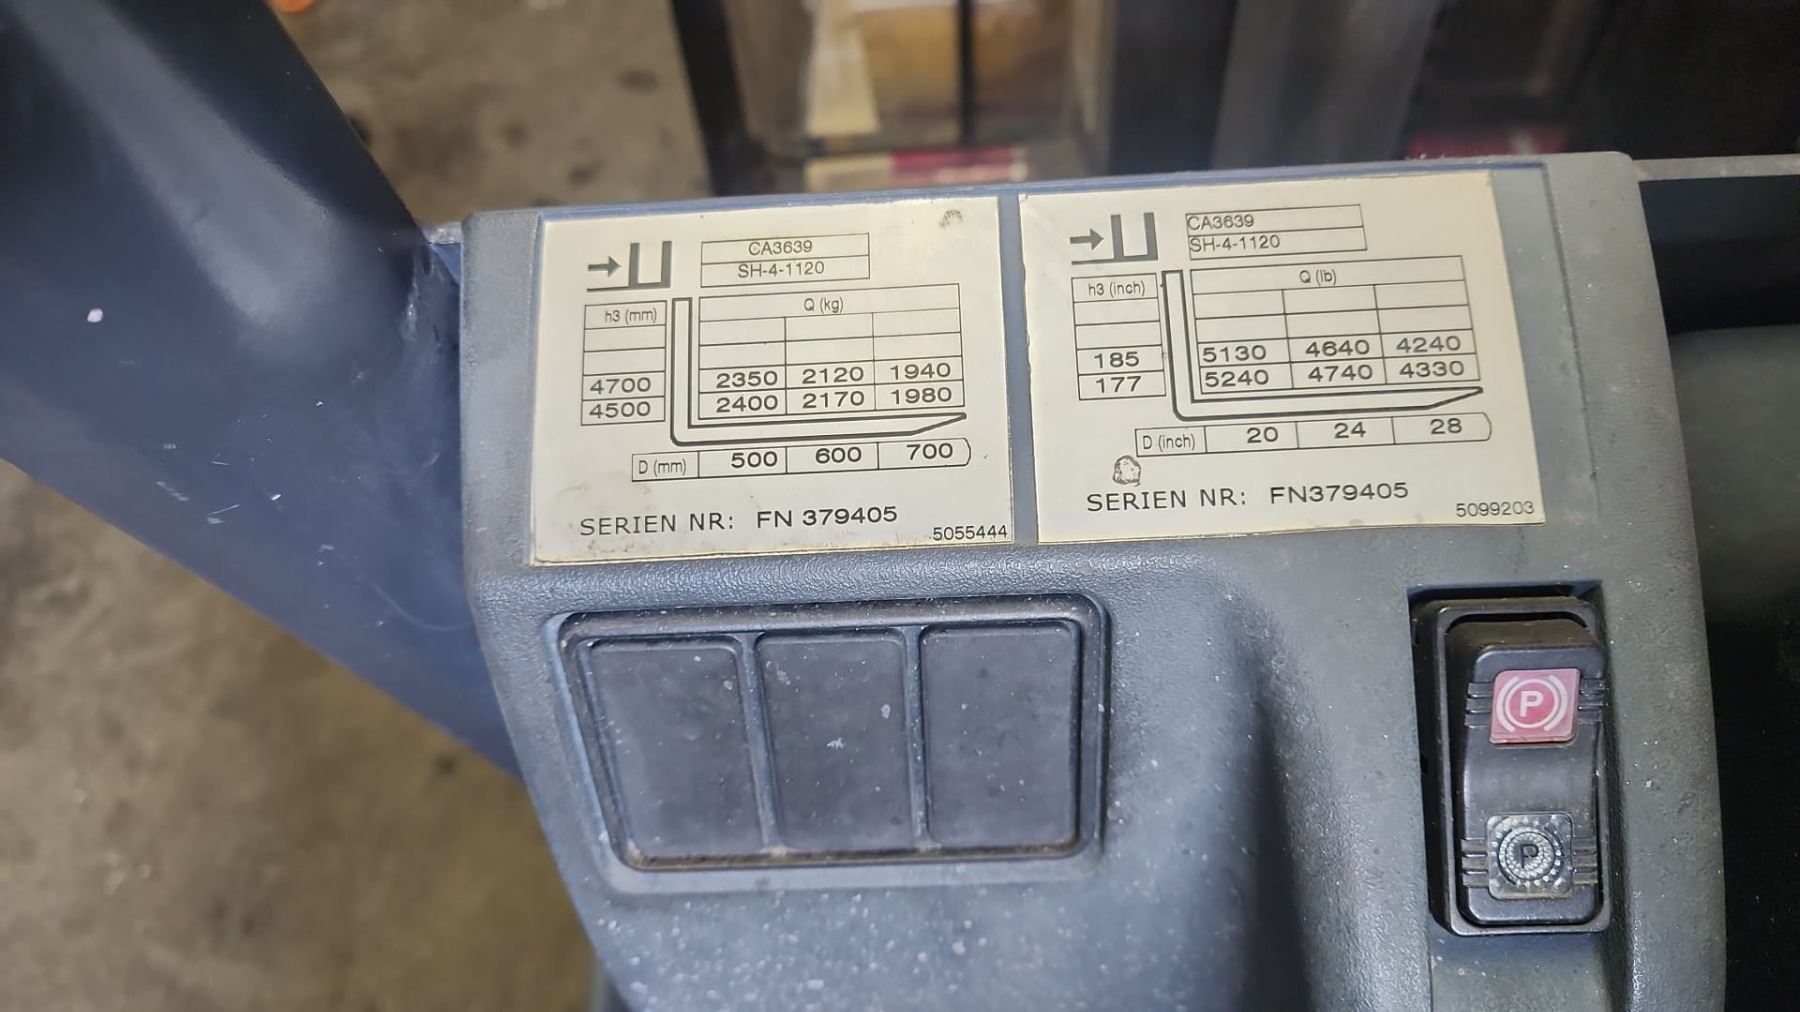 CA3639
SH-4-1120
h3 (mm)
Q (kg)
4700 2350 2120 1940
4500 2400 2170 1980
D (mm) 500 600 700
SERIEN NR: FN 379405
5055444
CA3639
SH-4-1120
h3 (inch)
Q (lb)
185 5130 4640 4240
177 5240 4740 4330
D (inch) 20 24 28
SERIEN NR: FN379405
5099203
P
P